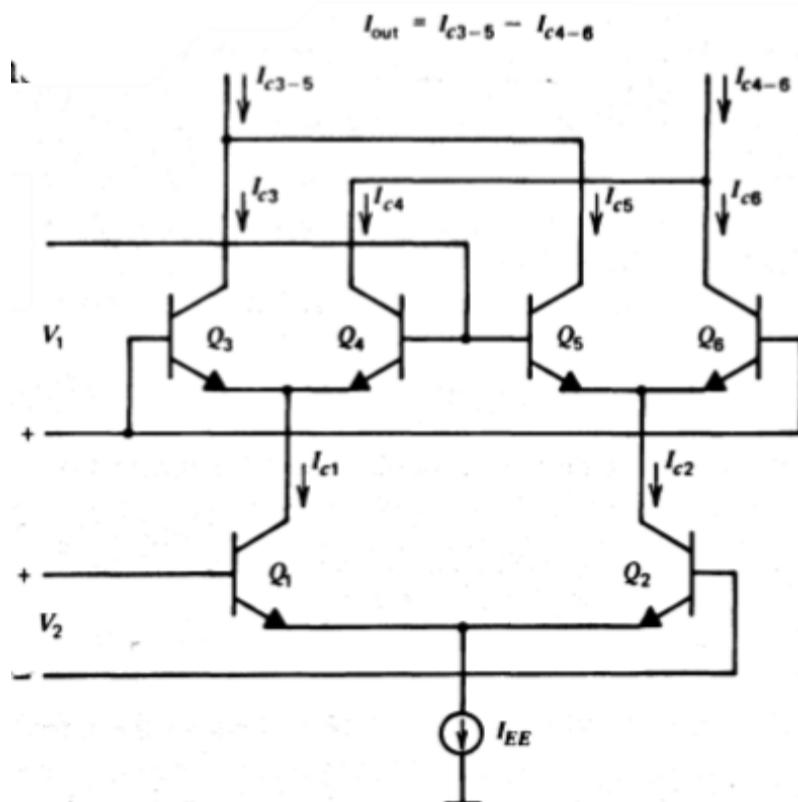 I_out = I_c3-5 − I_c4-6
I_c3-5
I_c4-6
I_c3
I_c4
I_c5
I_c6
V_1
Q_3
Q_4
Q_5
Q_6
+
I_c1
I_c2
+
Q_1
Q_2
V_2
−
I_EE